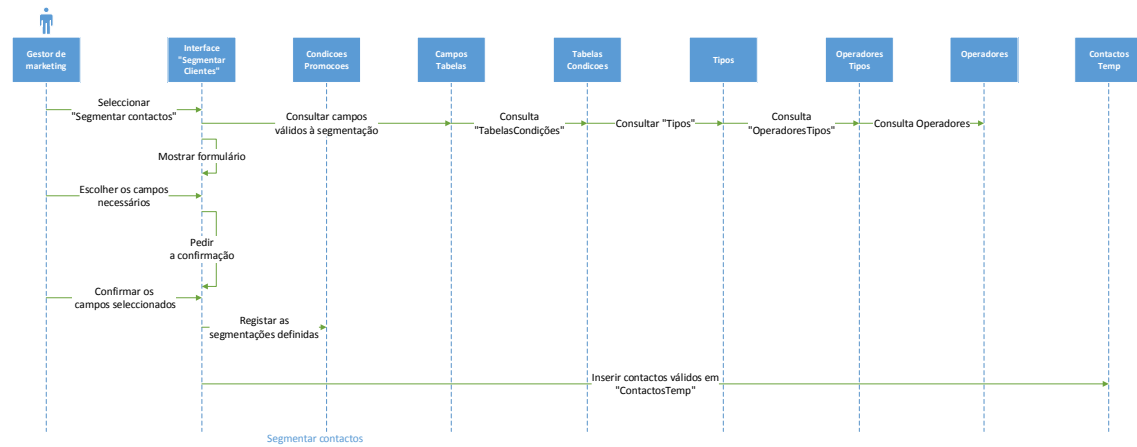 Gestor de
marketing
Interface
"Segmentar
Clientes"
Condicoes
Promocoes
Campos
Tabelas
Tabelas
Condicoes
Tipos
Operadores
Tipos
Operadores
Contactos
Temp
Seleccionar
"Segmentar contactos"
Consultar campos
válidos à segmentação
Consulta
"TabelasCondições"
Consultar "Tipos"
Consulta
"OperadoresTipos"
Consulta Operadores
Mostrar formulário
Escolher os campos
necessários
Pedir
a confirmação
Confirmar os
campos seleccionados
Registar as
segmentações definidas
Inserir contactos válidos em
"ContactosTemp"
Segmentar contactos